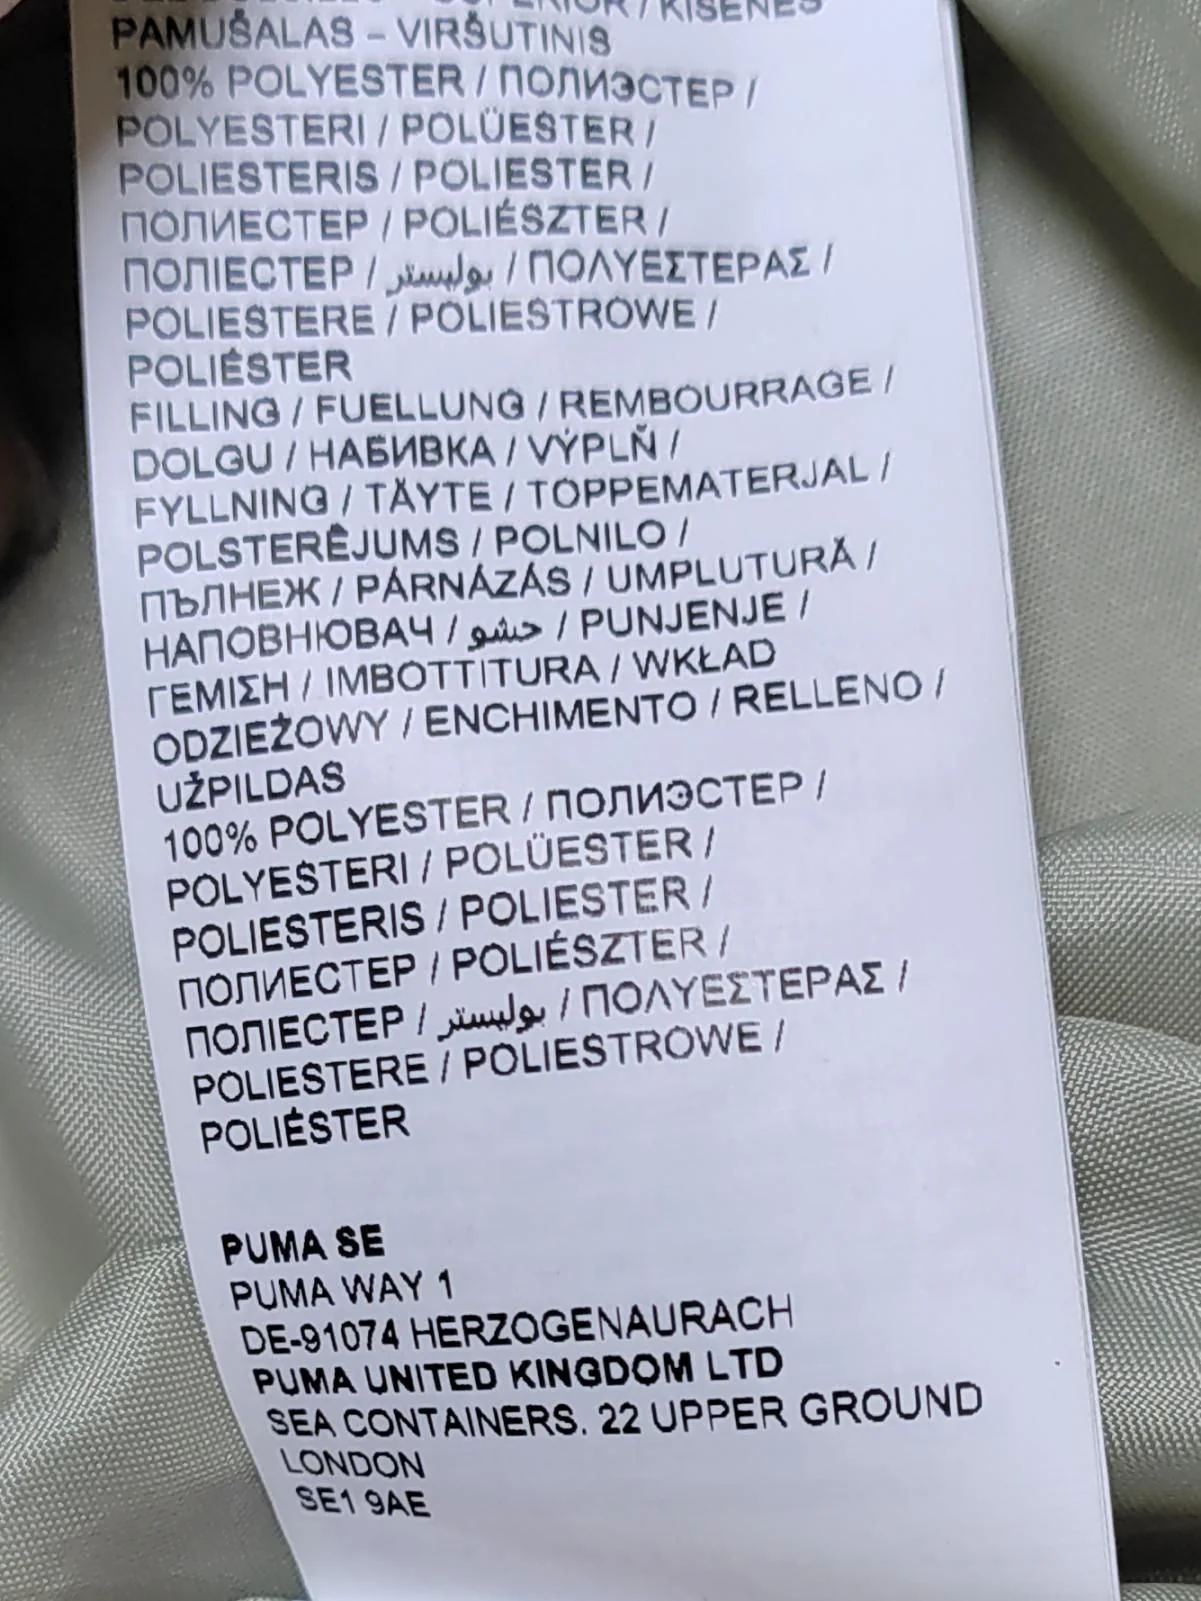 SUPERIOR / KIŠENĖS
PAMUŠALAS – VIRŠUTINIS
100% POLYESTER / ПОЛИЭСТЕР /
POLYESTERI / POLÜESTER /
POLIESTERIS / POLIESTER /
ПОЛИЕСТЕР / POLIÉSZTER /
ПОЛІЕСТЕР / بوليستر / ΠΟΛΥΕΣΤΕΡΑΣ /
POLIESTERE / POLIESTROWE /
POLIÉSTER
FILLING / FUELLUNG / REMBOURRAGE /
DOLGU / НАБИВКА / VÝPLŇ /
FYLLNING / TÄYTE / TOPPEMATERJAL /
POLSTERĒJUMS / POLNILO /
ПЪЛНЕЖ / PÁRNÁZÁS / UMPLUTURĂ /
НАПОВНЮВАЧ / حشو / PUNJENJE /
ΓΕΜΙΣΗ / IMBOTTITURA / WKŁAD
ODZIEŻOWY / ENCHIMENTO / RELLENO /
UŽPILDAS
100% POLYESTER / ПОЛИЭСТЕР /
POLYESTERI / POLÜESTER /
POLIESTERIS / POLIESTER /
ПОЛИЕСТЕР / POLIÉSZTER /
ПОЛІЕСТЕР / بوليستر / ΠΟΛΥΕΣΤΕΡΑΣ /
POLIESTERE / POLIESTROWE /
POLIÉSTER
PUMA SE
PUMA WAY 1
DE-91074 HERZOGENAURACH
PUMA UNITED KINGDOM LTD
SEA CONTAINERS, 22 UPPER GROUND
LONDON
SE1 9AE